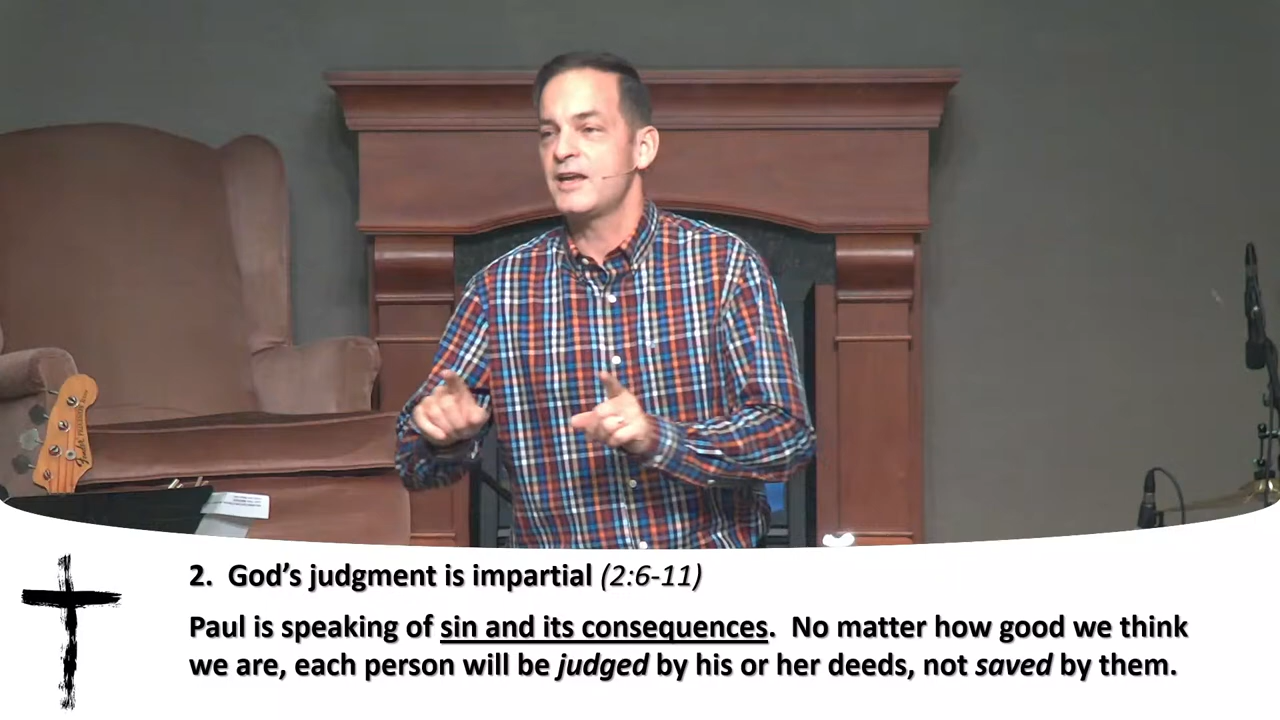 Fender
2. God's judgment is impartial (2:6-11)
Paul is speaking of sin and its consequences. No matter how good we think
we are, each person will be judged by his or her deeds, not saved by them.